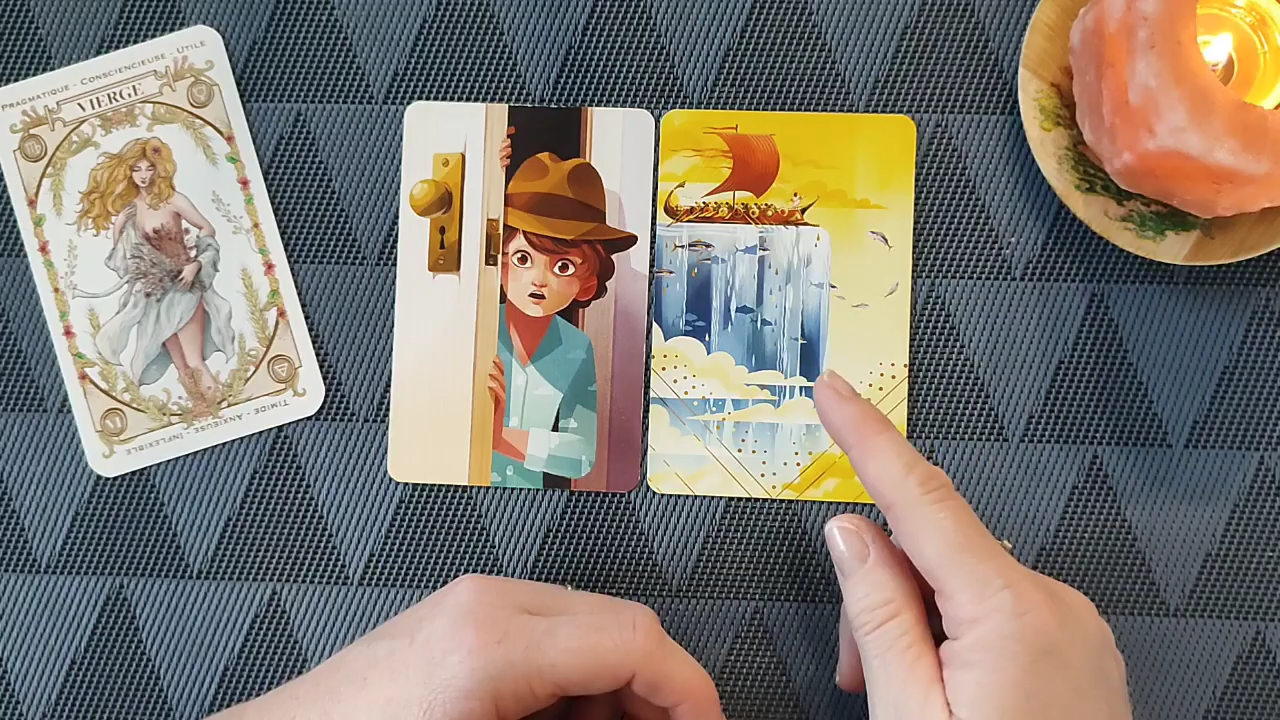 PRAGMATIQUE - CONSCIENCIEUSE - UTILE
VIERGE
TIMIDE - ANXIEUSE - INFLEXIBLE